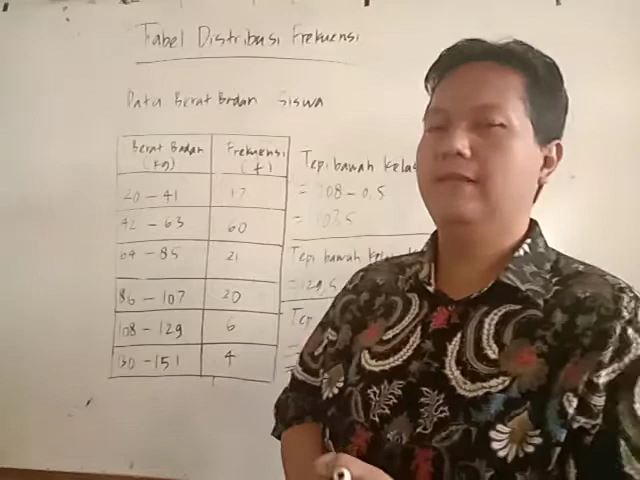 Tabel Distribusi Frekuensi
Data Berat Badan Siswa
Berat Badan (kg) Frekuensi (f)
20 - 41 17
42 - 63 60
64 - 85 21
86 - 107 20
108 - 129 6
130 - 151 4
Tepi bawah kelas
= 108 - 0,5
= 107,5
Tepi bawah
= 129,5